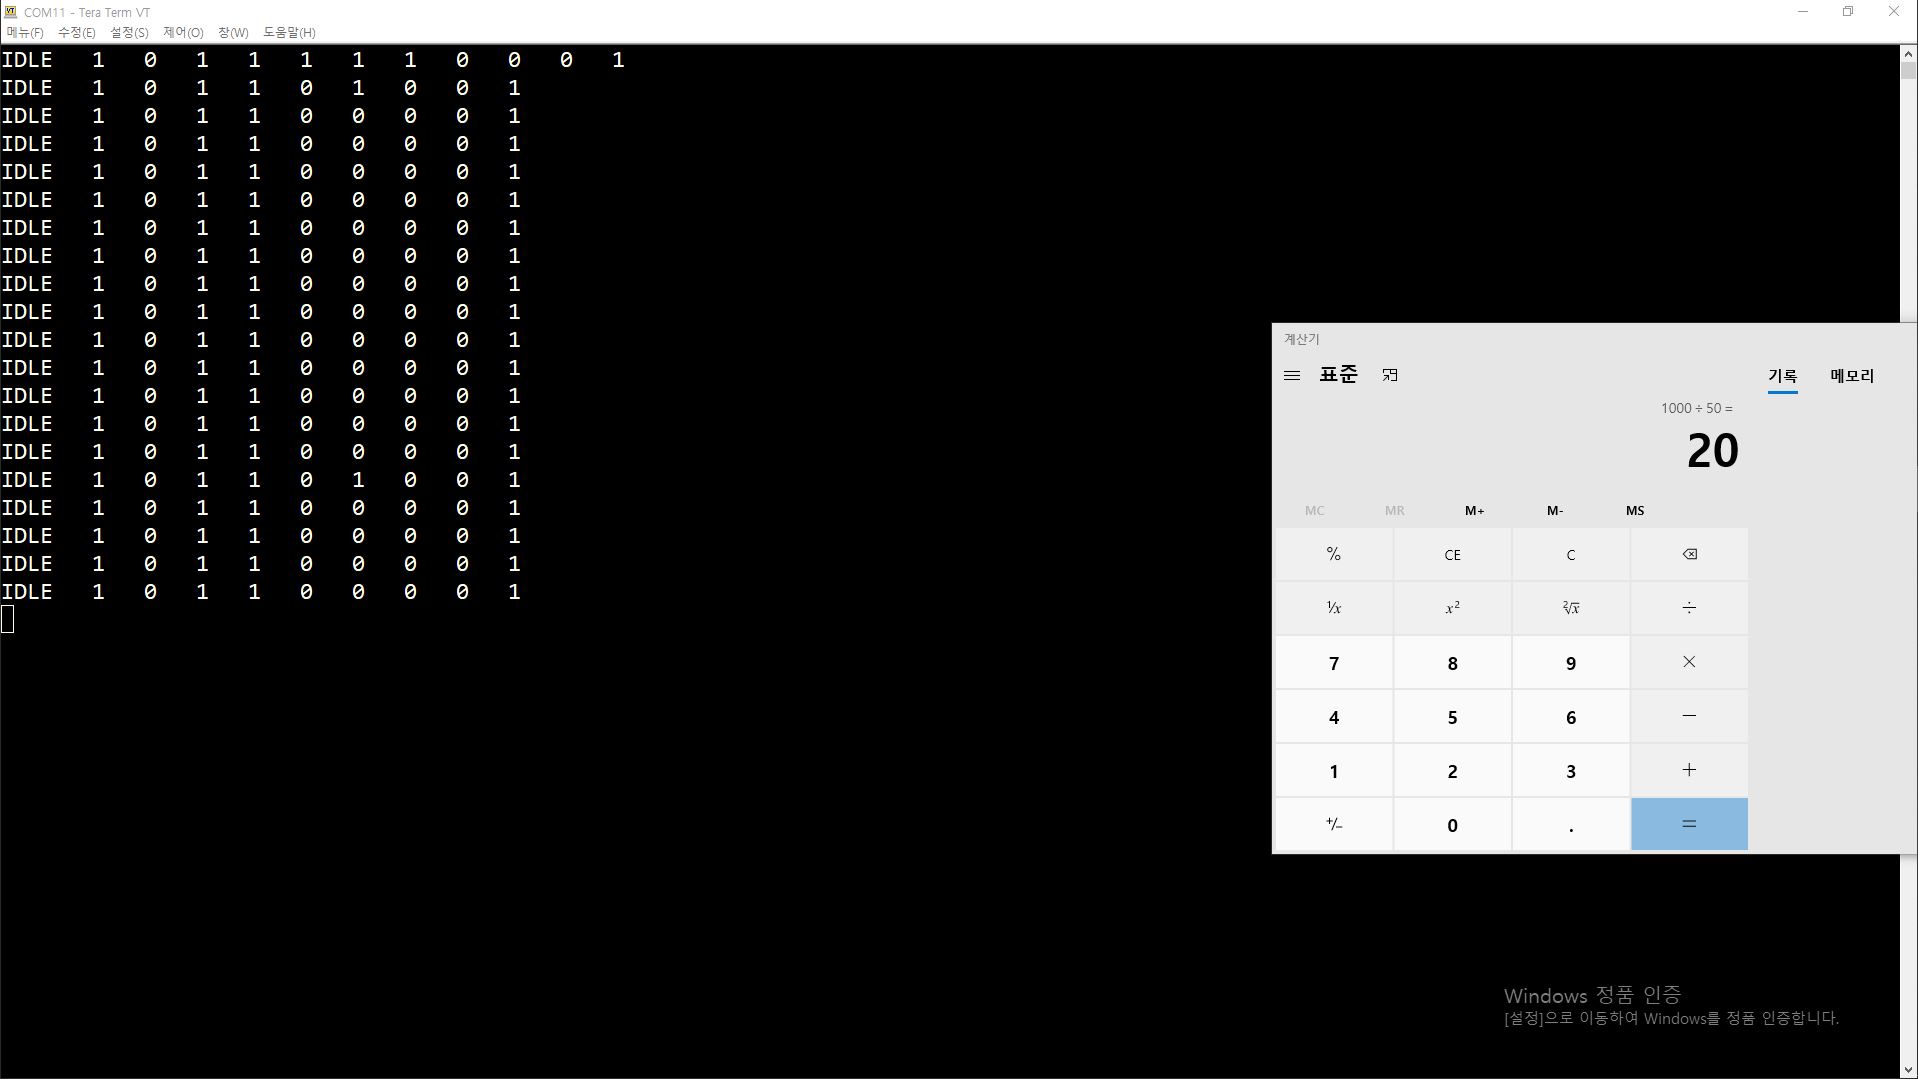 COM11 - Tera Term VT
메뉴(F) 수정(E) 설정(S) 제어(O) 창(W) 도움말(H)
IDLE 1 0 1 1 1 1 1 0 0 0 1
IDLE 1 0 1 1 0 1 0 0 1
IDLE 1 0 1 1 0 0 0 0 1
IDLE 1 0 1 1 0 0 0 0 1
IDLE 1 0 1 1 0 0 0 0 1
IDLE 1 0 1 1 0 0 0 0 1
IDLE 1 0 1 1 0 0 0 0 1
IDLE 1 0 1 1 0 0 0 0 1
IDLE 1 0 1 1 0 0 0 0 1
IDLE 1 0 1 1 0 0 0 0 1
IDLE 1 0 1 1 0 0 0 0 1
IDLE 1 0 1 1 0 0 0 0 1
IDLE 1 0 1 1 0 0 0 0 1
IDLE 1 0 1 1 0 0 0 0 1
IDLE 1 0 1 1 0 0 0 0 1
IDLE 1 0 1 1 0 1 0 0 1
IDLE 1 0 1 1 0 0 0 0 1
IDLE 1 0 1 1 0 0 0 0 1
IDLE 1 0 1 1 0 0 0 0 1
IDLE 1 0 1 1 0 0 0 0 1
계산기
표준 기록 메모리
1000 ÷ 50 =
20
MC MR M+ M- MS
% CE C
¹/x x² ²√x ÷
7 8 9 ×
4 5 6 −
1 2 3 +
+/− 0 . =
Windows 정품 인증
[설정]으로 이동하여 Windows를 정품 인증합니다.